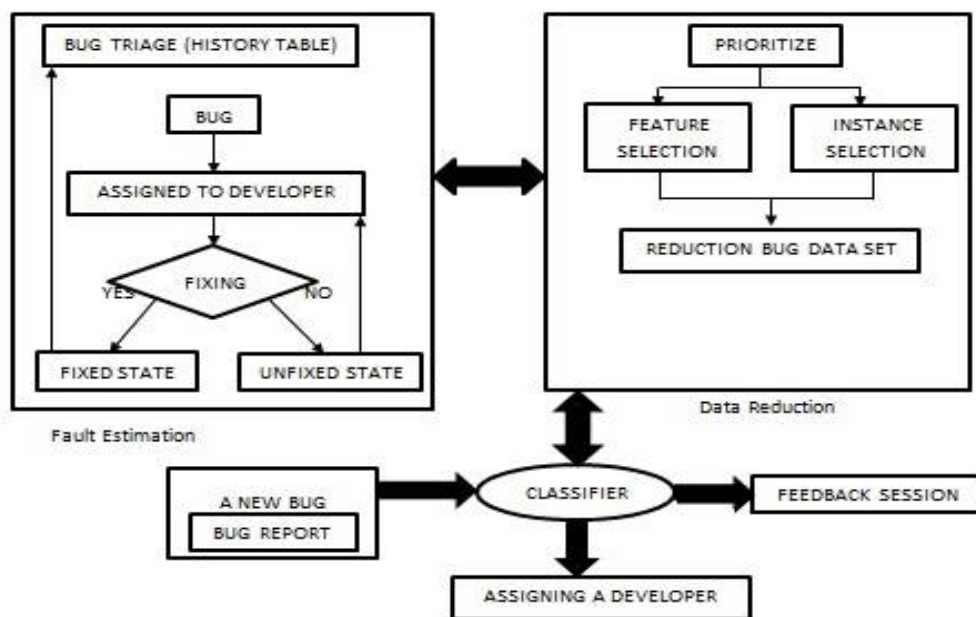 BUG TRIAGE (HISTORY TABLE)
BUG
ASSIGNED TO DEVELOPER
FIXING
YES
NO
FIXED STATE
UNFIXED STATE
Fault Estimation
PRIORITIZE
FEATURE
SELECTION
INSTANCE
SELECTION
REDUCTION BUG DATA SET
Data Reduction
A NEW BUG
BUG REPORT
CLASSIFIER
FEEDBACK SESSION
ASSIGNING A DEVELOPER